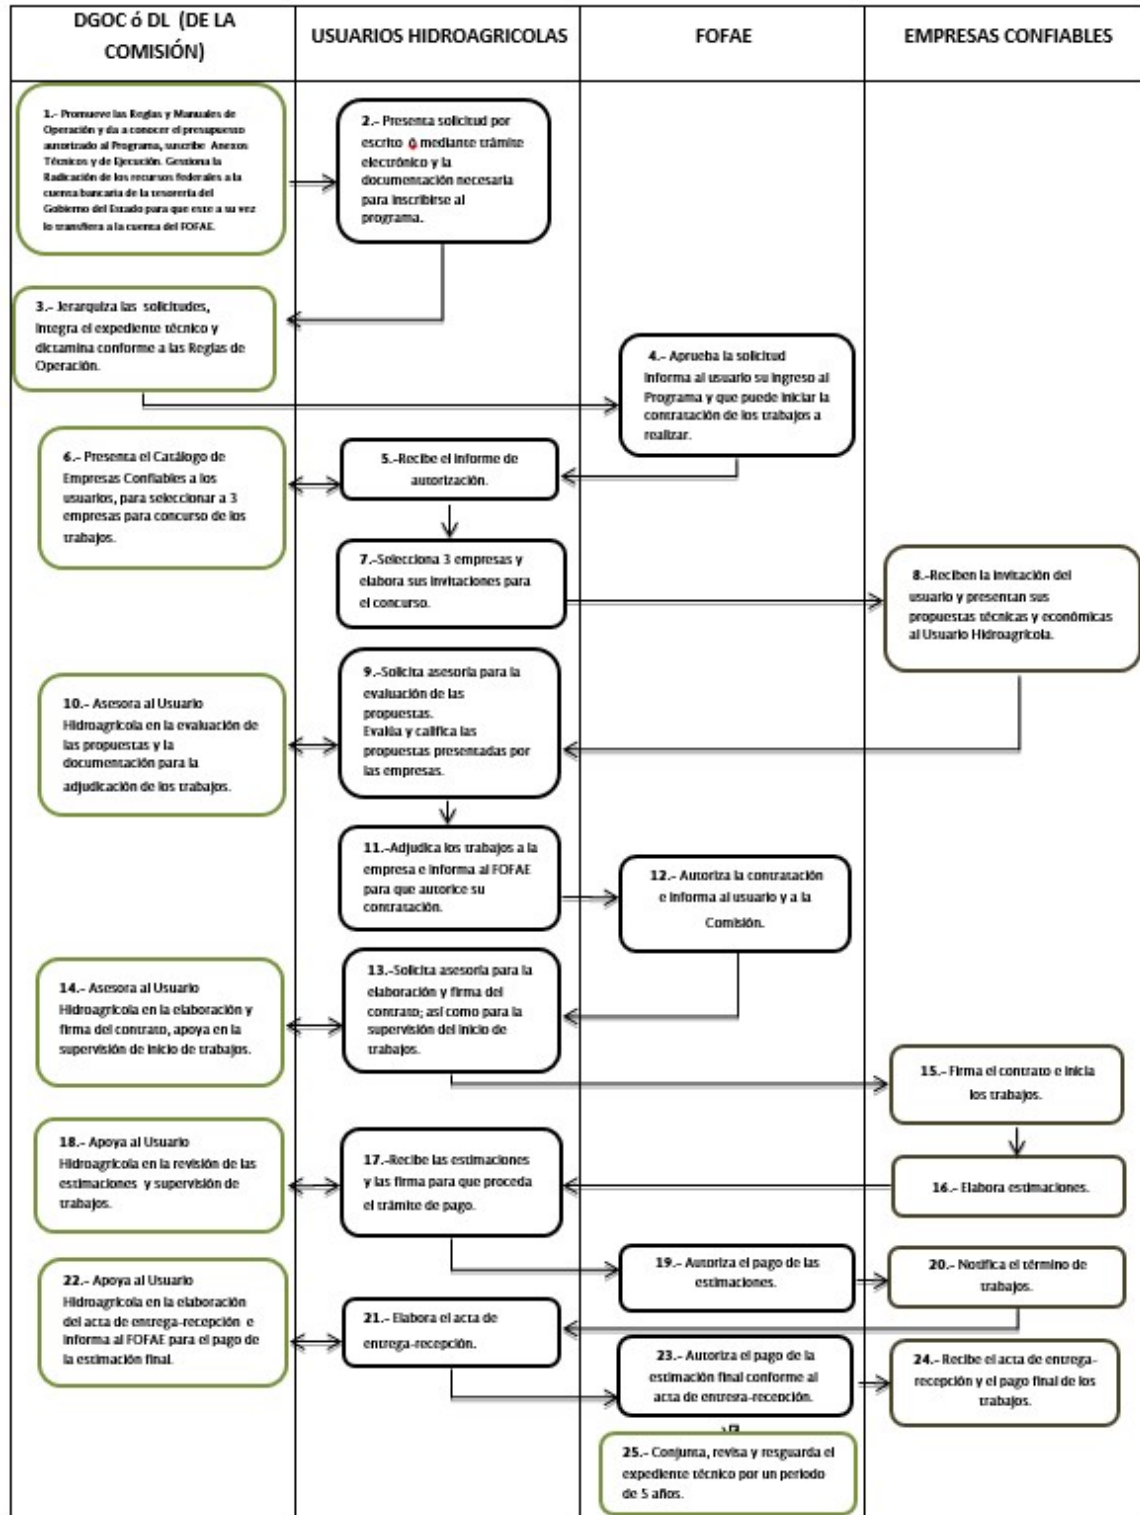 DGOC ó DL (DE LA
COMISIÓN)
USUARIOS HIDROAGRICOLAS
FOFAE
EMPRESAS CONFIABLES
1.- Promueve las Reglas y Manuales de
Operación y da a conocer el presupuesto
autorizado al Programa, suscribe Anexos
Técnicos y de Ejecución. Gestiona la
Radicación de los recursos federales a la
cuenta bancaria de la tesorería del
Gobierno del Estado para que este a su vez
lo transfiera a la cuenta del FOFAE.
2.- Presenta solicitud por
escrito ó mediante trámite
electrónico y la
documentación necesaria
para inscribirse al
programa.
3.- Jerarquiza las solicitudes,
integra el expediente técnico y
dictamina conforme a las Reglas de
Operación.
4.- Aprueba la solicitud
informa al usuario su ingreso al
Programa y que puede iniciar la
contratación de los trabajos a
realizar.
5.-Recibe el informe de
autorización.
6.- Presenta el Catálogo de
Empresas Confiables a los
usuarios, para seleccionar a 3
empresas para concurso de los
trabajos.
7.-Selecciona 3 empresas y
elabora sus invitaciones para
el concurso.
8.-Reciben la invitación del
usuario y presentan sus
propuestas técnicas y económicas
al Usuario Hidroagrícola.
9.-Solicita asesoría para la
evaluación de las
propuestas.
Evalúa y califica las
propuestas presentadas por
las empresas.
10.- Asesora al Usuario
Hidroagrícola en la evaluación de
las propuestas y la
documentación para la
adjudicación de los trabajos.
11.-Adjudica los trabajos a la
empresa e informa al FOFAE
para que autorice su
contratación.
12.- Autoriza la contratación
e informa al usuario y a la
Comisión.
13.-Solicita asesoría para la
elaboración y firma del
contrato; así como para la
supervisión del inicio de
trabajos.
14.- Asesora al Usuario
Hidroagrícola en la elaboración y
firma del contrato, apoya en la
supervisión de inicio de trabajos.
15.- Firma el contrato e inicia
los trabajos.
16.- Elabora estimaciones.
17.-Recibe las estimaciones
y las firma para que proceda
el trámite de pago.
18.- Apoya al Usuario
Hidroagrícola en la revisión de las
estimaciones y supervisión de
trabajos.
19.- Autoriza el pago de las
estimaciones.
20.- Notifica el término de
trabajos.
21.- Elabora el acta de
entrega-recepción.
22.- Apoya al Usuario
Hidroagrícola en la elaboración
del acta de entrega-recepción e
informa al FOFAE para el pago de
la estimación final.
23.- Autoriza el pago de la
estimación final conforme al
acta de entrega-recepción.
24.- Recibe el acta de entrega-
recepción y el pago final de los
trabajos.
25.- Conjunta, revisa y resguarda el
expediente técnico por un periodo
de 5 años.